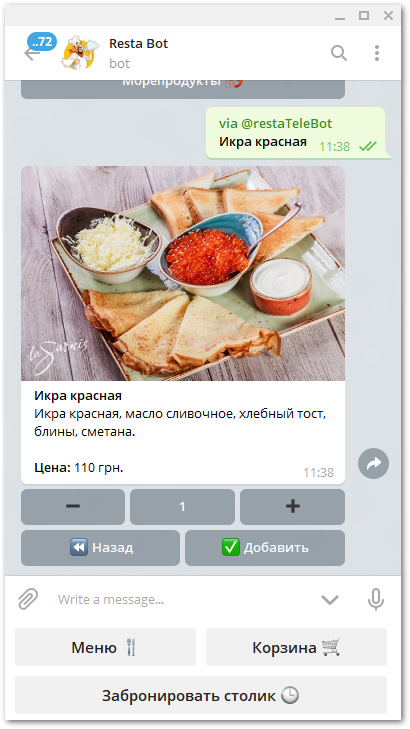 ..72
Resta Bot
bot
Морепродукты
via @restaTeleBot
Икра красная 11:38
Икра красная
Икра красная, масло сливочное, хлебный тост,
блины, сметана.
Цена: 110 грн.
11:38
1
Назад
Добавить
Write a message...
Меню
Корзина
Забронировать столик